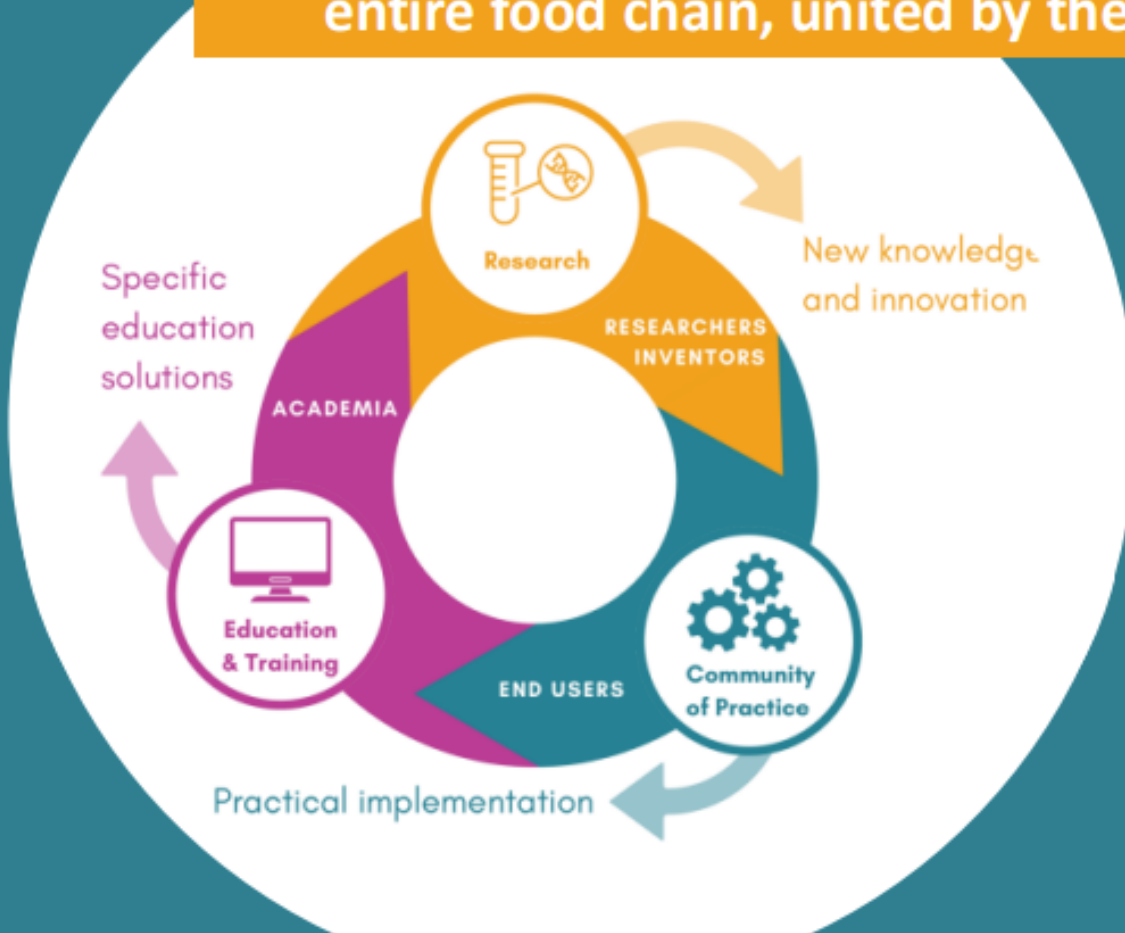 entire food chain, united by the
Research
New knowledge
and innovation
RESEARCHERS
INVENTORS
Specific
education
solutions
ACADEMIA
Education
& Training
Community
of Practice
END USERS
Practical implementation